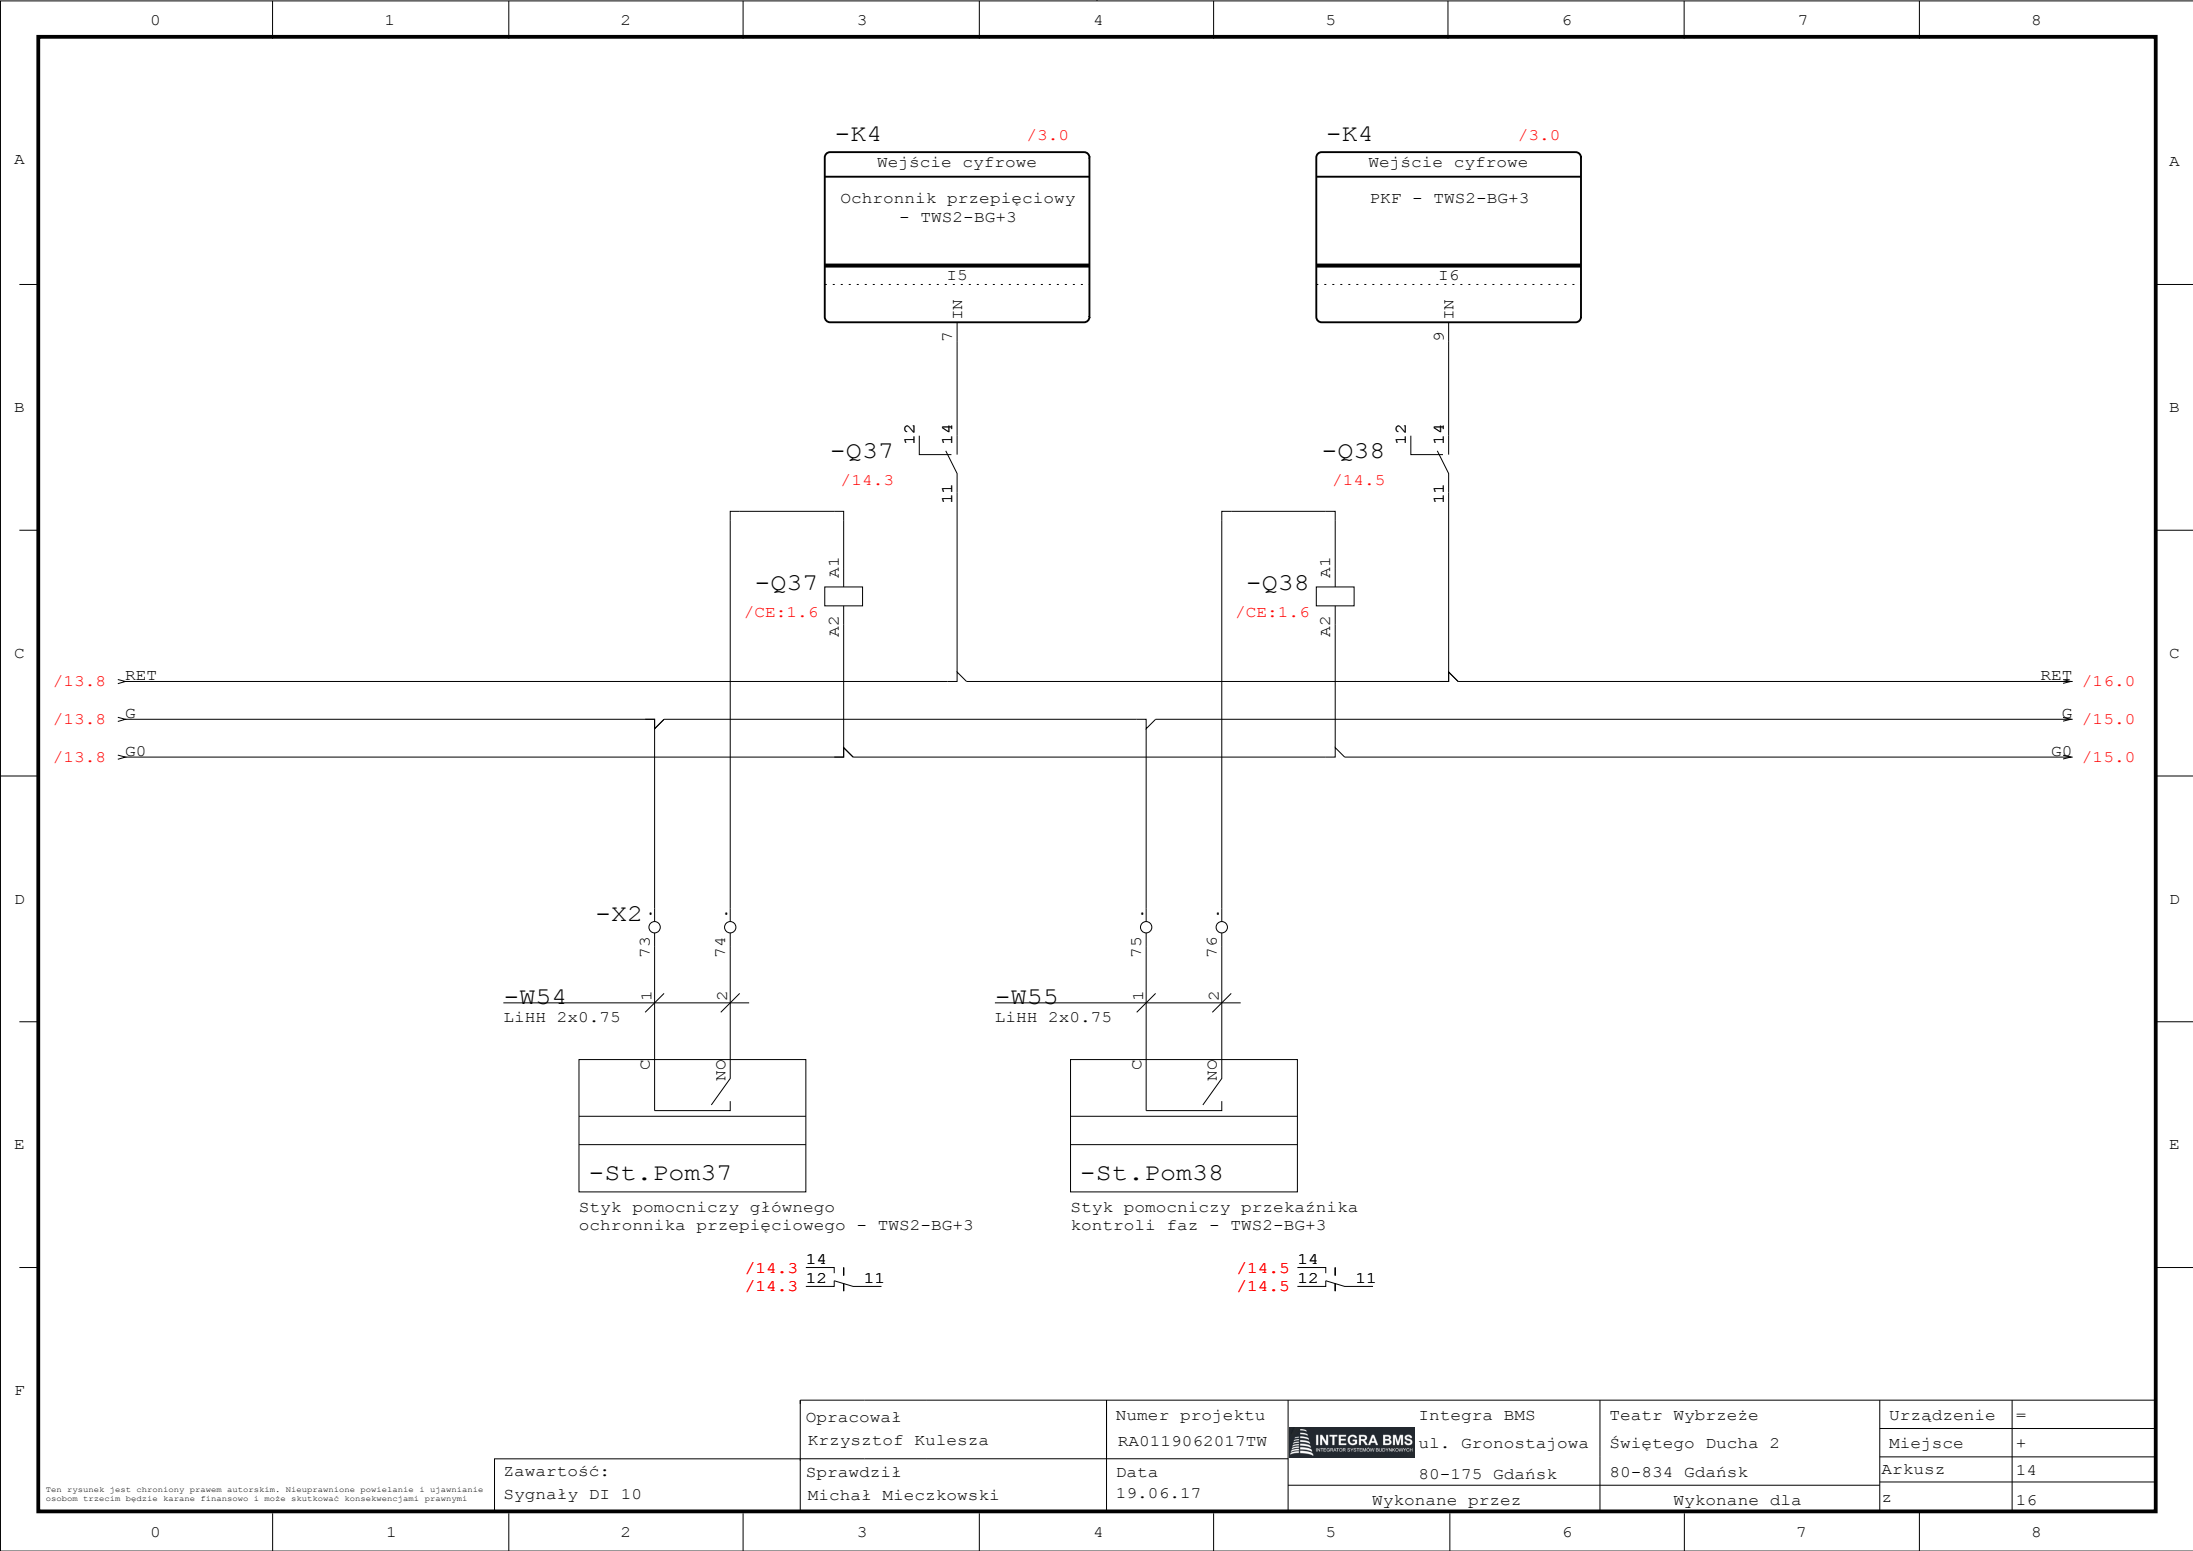 0 1 2 3 4 5 6 7 8
A A
B B
C C
D D
E E
F
-K4 /3.0
Wejście cyfrowe
Ochronnik przepięciowy
- TWS2-BG+3
I5
IN
7
-K4 /3.0
Wejście cyfrowe
PKF - TWS2-BG+3
I6
IN
9
12 14
-Q37
/14.3
11
12 14
-Q38
/14.5
11
A1
-Q37
/CE:1.6
A2
A1
-Q38
/CE:1.6
A2
/13.8 RET RET /16.0
/13.8 G G /15.0
/13.8 G0 G0 /15.0
-X2
73 74 75 76
-W54 1 2
LiHH 2x0.75
-W55 1 2
LiHH 2x0.75
C NO
-St.Pom37
Styk pomocniczy głównego
ochronnika przepięciowego - TWS2-BG+3
C NO
-St.Pom38
Styk pomocniczy przekaźnika
kontroli faz - TWS2-BG+3
/14.3 14
/14.3 12 11
/14.5 14
/14.5 12 11
Ten rysunek jest chroniony prawem autorskim. Nieuprawnione powielanie i ujawnianie
osobom trzecim będzie karane finansowo i może skutkować konsekwencjami prawnymi
Zawartość:
Sygnały DI 10
Opracował
Krzysztof Kulesza
Sprawdził
Michał Mieczkowski
Numer projektu
RA0119062017TW
Data
19.06.17
INTEGRA BMS
INTEGRATOR SYSTEMÓW BUDYNKOWYCH
Integra BMS
ul. Gronostajowa
80-175 Gdańsk
Wykonane przez
Teatr Wybrzeże
Świętego Ducha 2
80-834 Gdańsk
Wykonane dla
Urządzenie =
Miejsce +
Arkusz 14
z 16
0 1 2 3 4 5 6 7 8